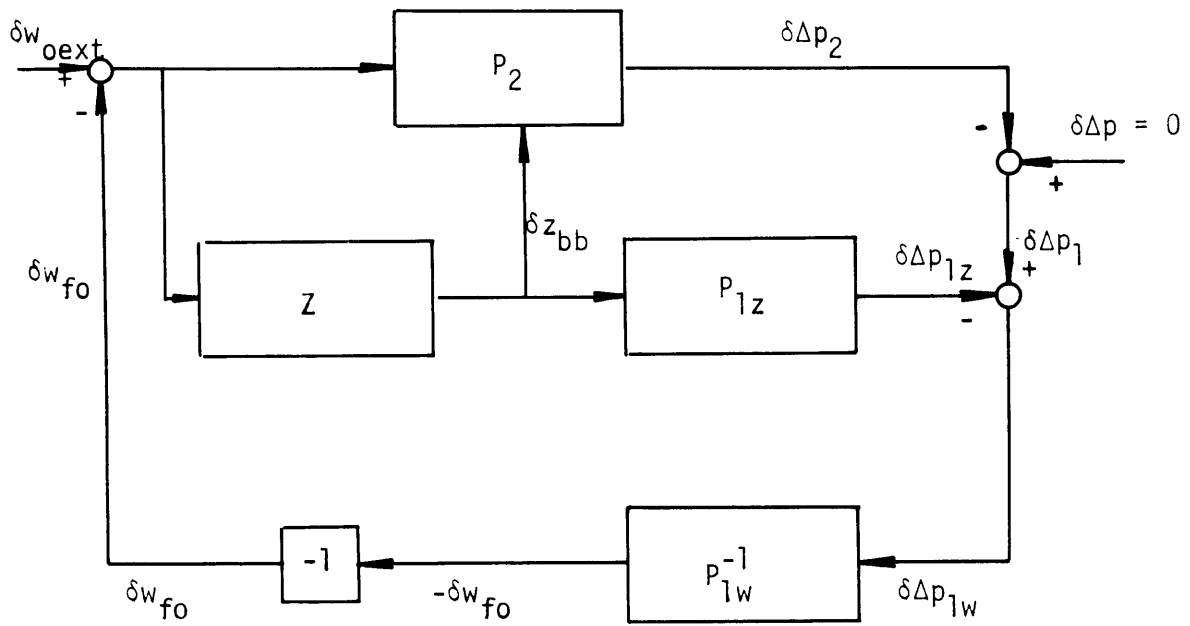 δw_oext
+
-
P_2
δΔp_2
-
δΔp = 0
+
δz_bb
δw_fo
Z
P_1z
δΔp_1z
δΔp_1
+
-
-1
P_1w^-1
δw_fo
-δw_fo
δΔp_1w